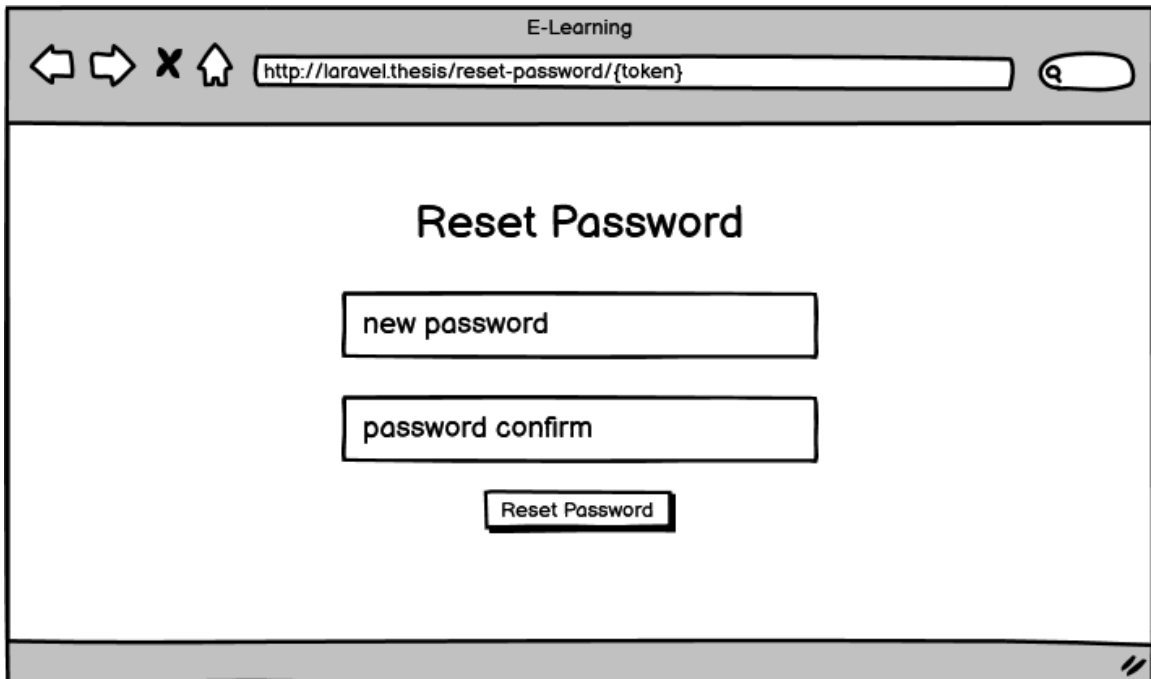 E-Learning
http://laravel.thesis/reset-password/{token}
Reset Password
new password
password confirm
Reset Password